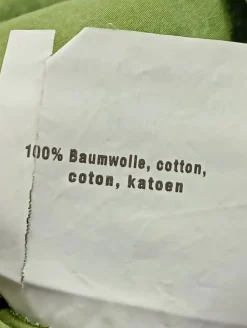 100% Baumwolle, cotton,
coton, katoen